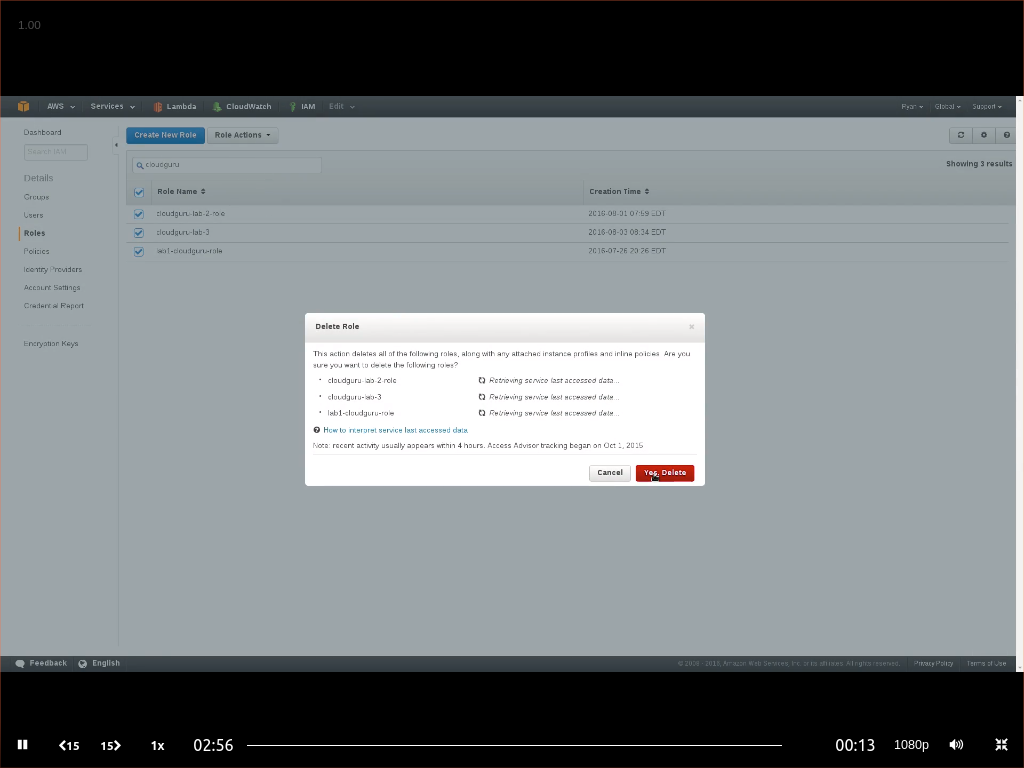 1.00
AWS Services Lambda CloudWatch IAM Edit Ryan Global Support
Dashboard
Create New Role Role Actions
Search IAM
cloudguru
Showing 3 results
Details
Role Name Creation Time
Groups
Users
cloudguru-lab-2-role 2016-08-01 07:59 EDT
Roles
cloudguru-lab-3 2016-08-03 08:34 EDT
Policies
lab1-cloudguru-role 2016-07-26 20:26 EDT
Identity Providers
Account Settings
Credential Report
Encryption Keys
Delete Role
This action deletes all of the following roles, along with any attached instance profiles and inline policies. Are you
sure you want to delete the following roles?
cloudguru-lab-2-role Retrieving service last accessed data...
cloudguru-lab-3 Retrieving service last accessed data...
lab1-cloudguru-role Retrieving service last accessed data...
How to interpret service last accessed data
Note: recent activity usually appears within 4 hours. Access Advisor tracking began on Oct 1, 2015
Cancel Yes, Delete
Feedback English © 2008 - 2016, Amazon Web Services, Inc. or its affiliates. All rights reserved. Privacy Policy Terms of Use
15 15 1x 02:56 00:13 1080p